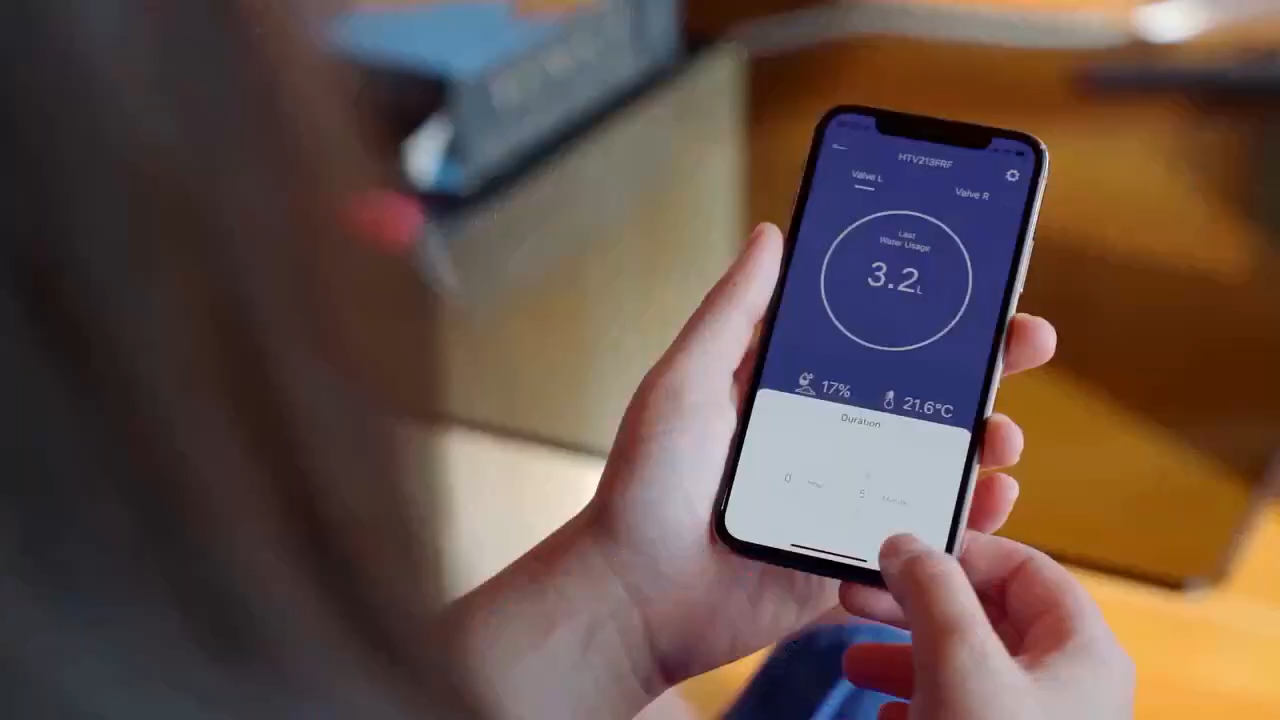 HTV213FRF
Valve L
Valve R
Last
Water Usage
3.2L
17%
21.6°C
Duration
0
5